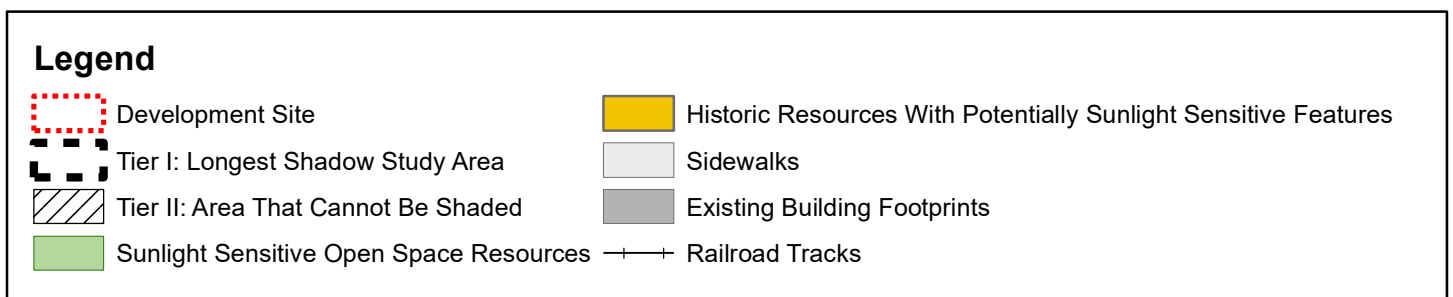 Legend
Development Site
Tier I: Longest Shadow Study Area
Tier II: Area That Cannot Be Shaded
Sunlight Sensitive Open Space Resources
Historic Resources With Potentially Sunlight Sensitive Features
Sidewalks
Existing Building Footprints
Railroad Tracks